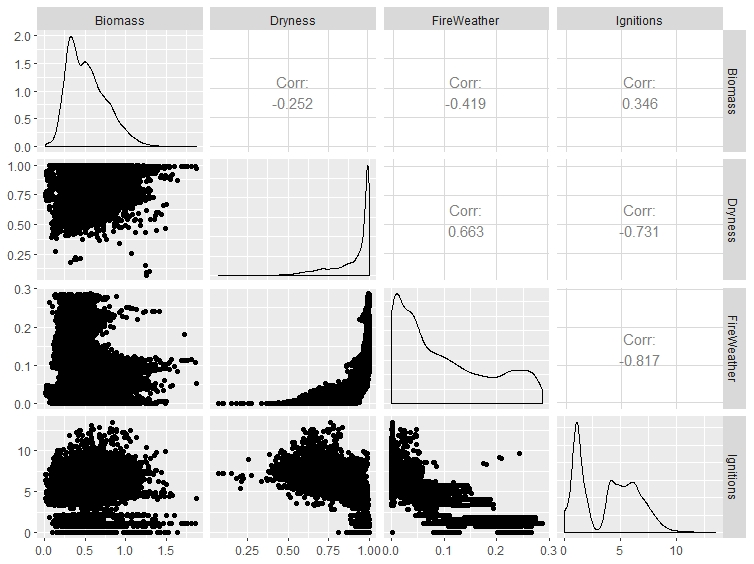 Biomass Dryness FireWeather Ignitions
2.0
1.5
1.0
0.5
0.0
Corr:
-0.252
Corr:
-0.419
Corr:
0.346
Biomass
1.00
0.75
0.50
0.25
Corr:
0.663
Corr:
-0.731
Dryness
0.3
0.2
0.1
0.0
Corr:
-0.817
FireWeather
10
5
0
Ignitions
0.0 0.5 1.0 1.5 0.25 0.50 0.75 1.00 0.0 0.1 0.2 0.3 0 5 10